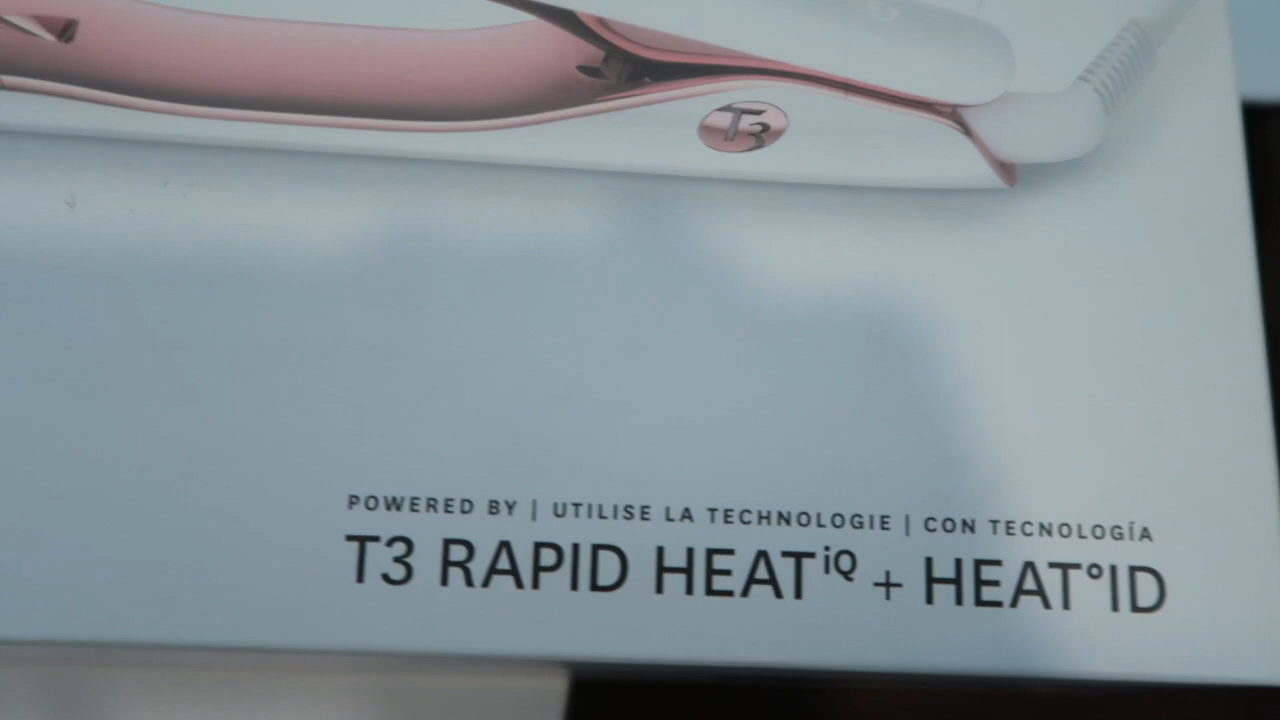 T3
POWERED BY | UTILISE LA TECHNOLOGIE | CON TECNOLOGÍA
T3 RAPID HEATiQ + HEAT°ID